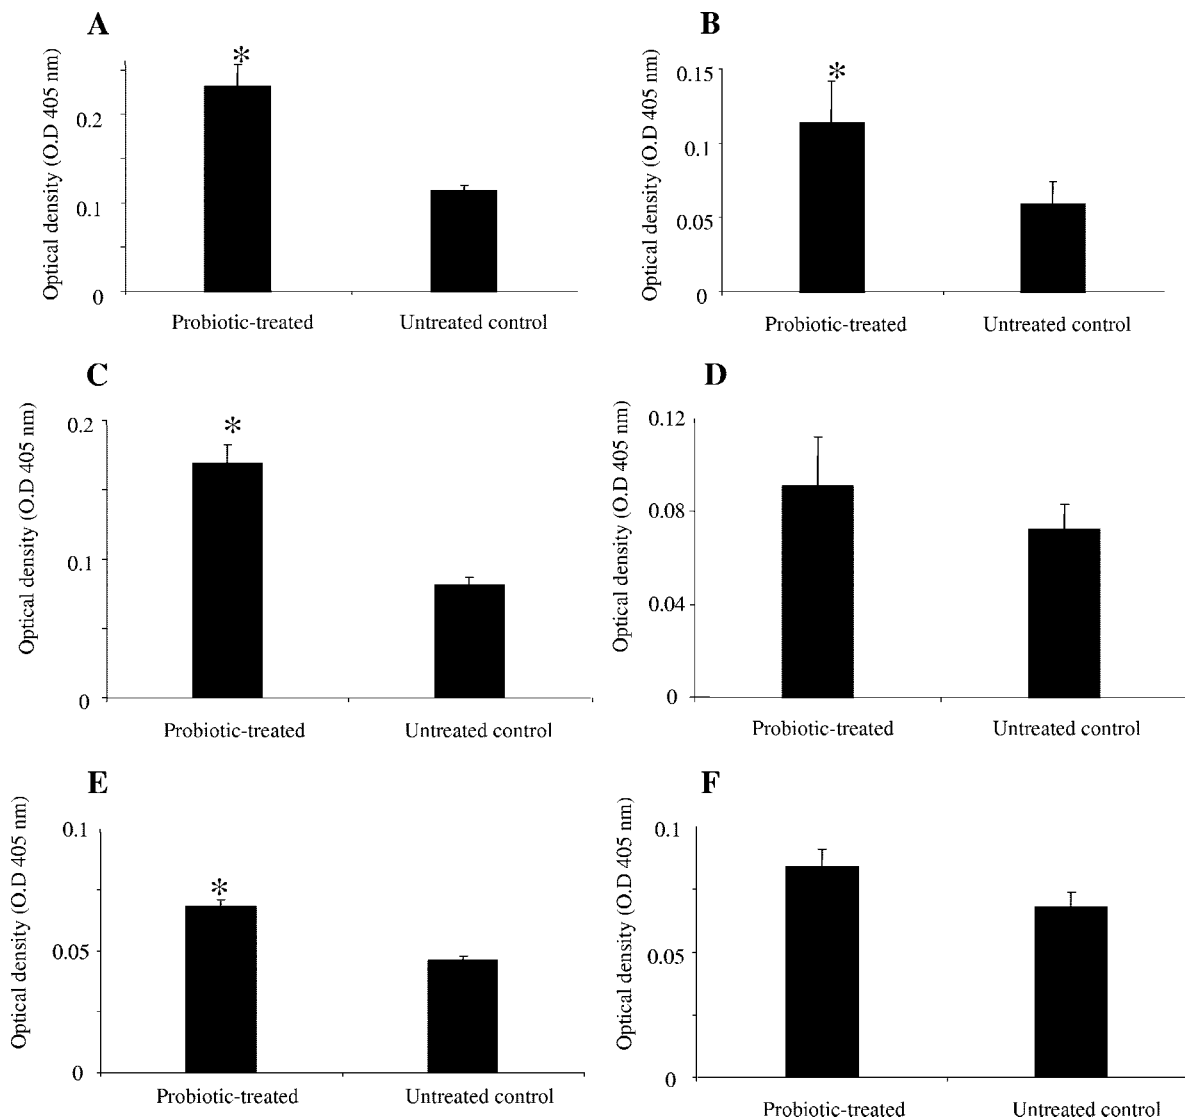 A
Optical density (O.D 405 nm)
0.2
0.1
0
*
Probiotic-treated
Untreated control
B
Optical density (O.D 405 nm)
0.15
0.1
0.05
0
*
Probiotic-treated
Untreated control
C
Optical density (O.D 405 nm)
0.2
0.1
0
*
Probiotic-treated
Untreated control
D
Optical density (O.D 405 nm)
0.12
0.08
0.04
0
Probiotic-treated
Untreated control
E
Optical density (O.D 405 nm)
0.1
0.05
0
*
Probiotic-treated
Untreated control
F
Optical density (O.D 405 nm)
0.1
0.05
0
Probiotic-treated
Untreated control